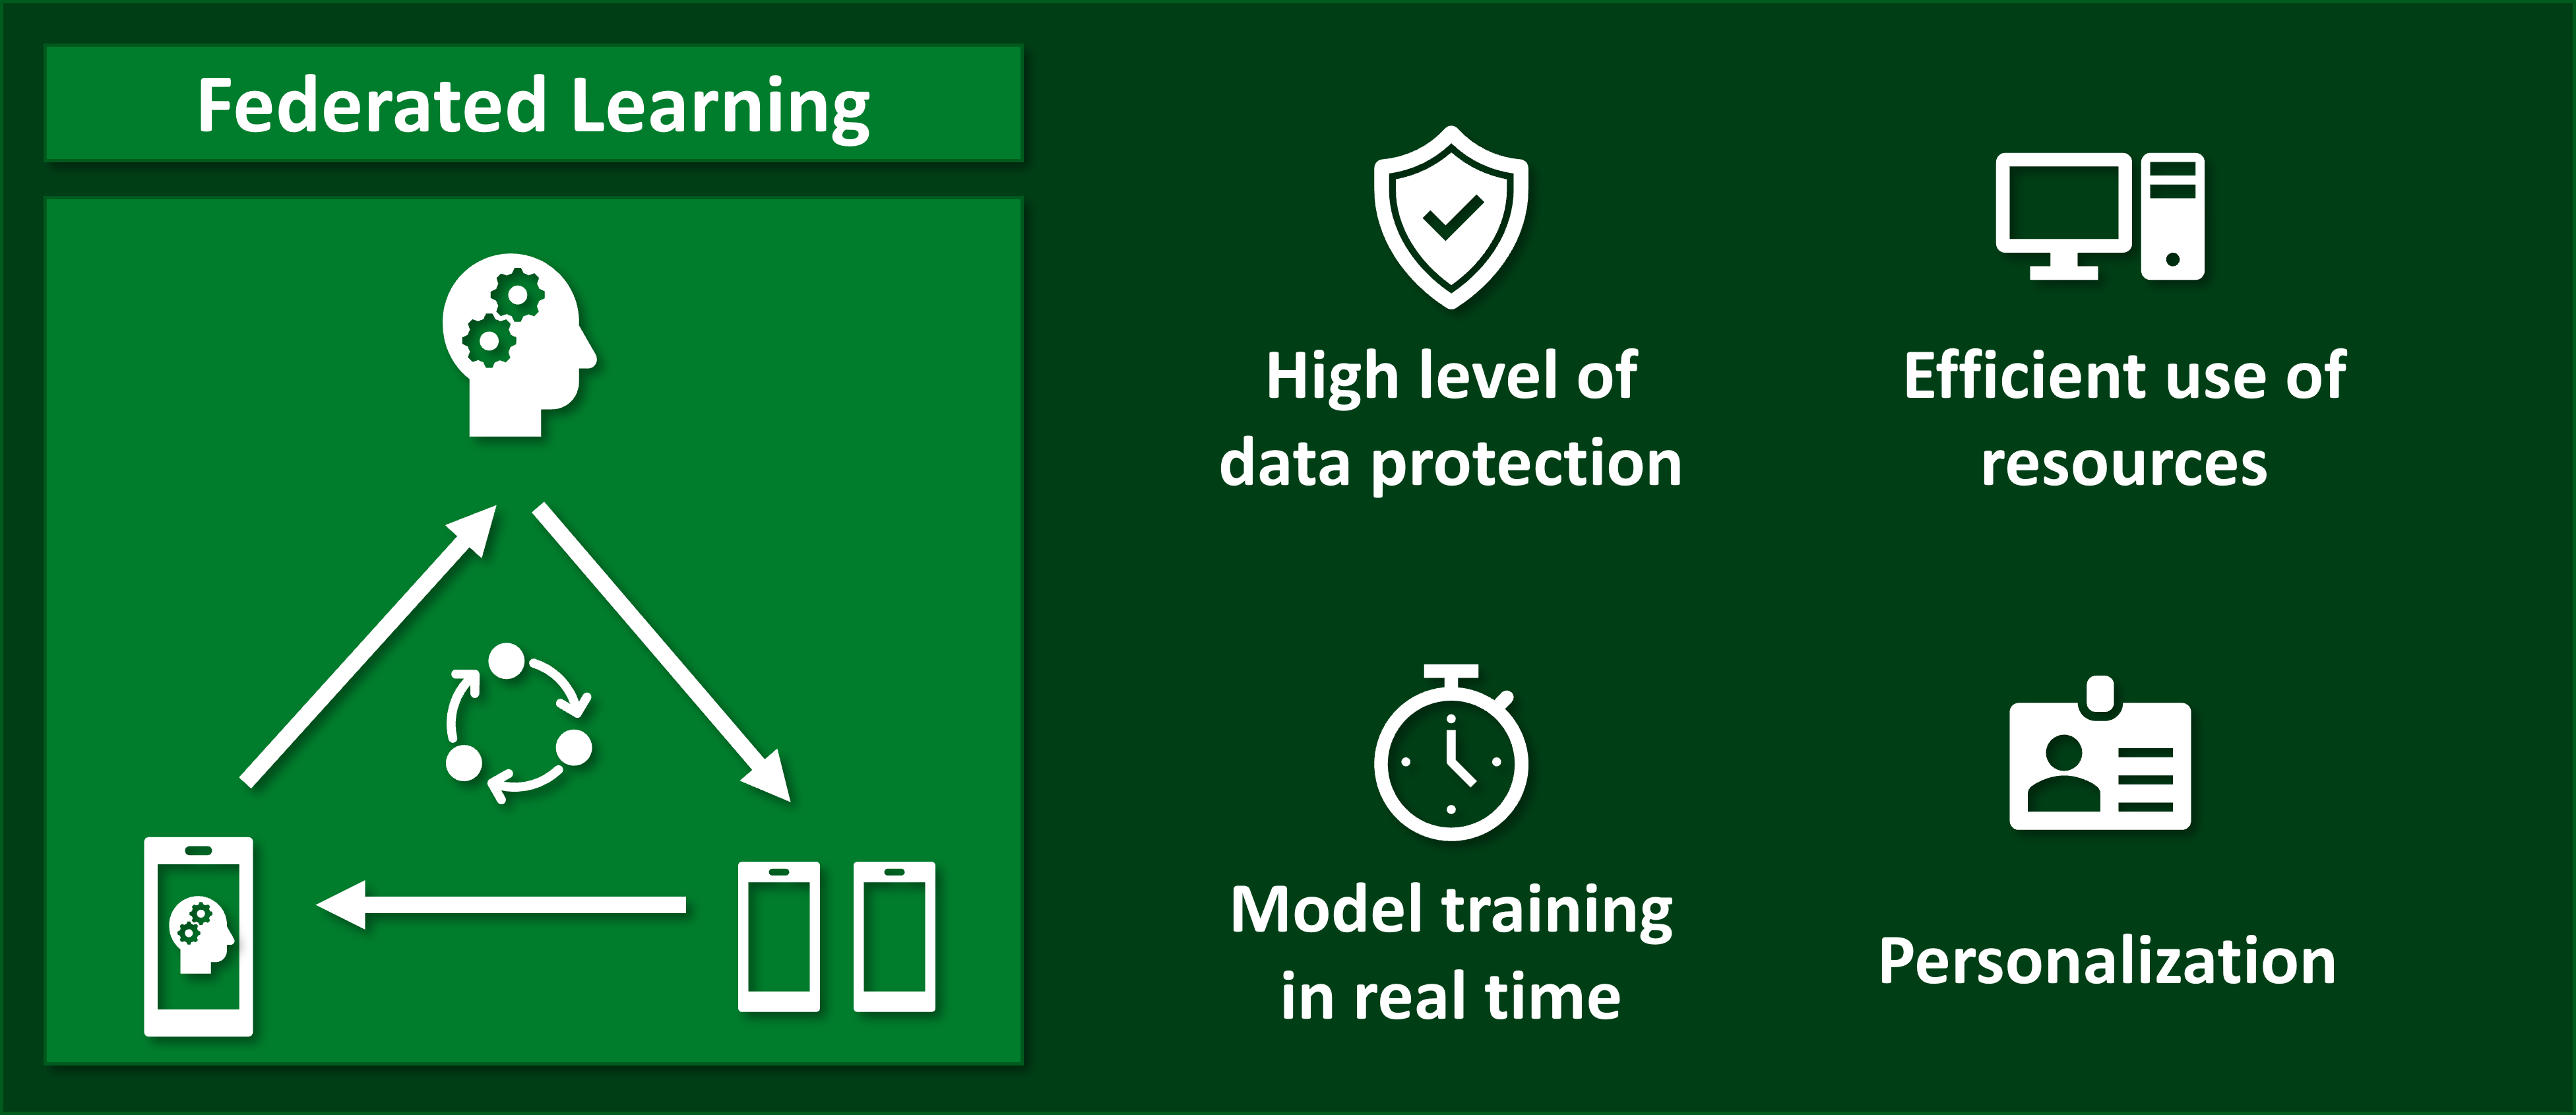 Federated Learning
High level of
data protection
Efficient use of
resources
Model training
in real time
Personalization